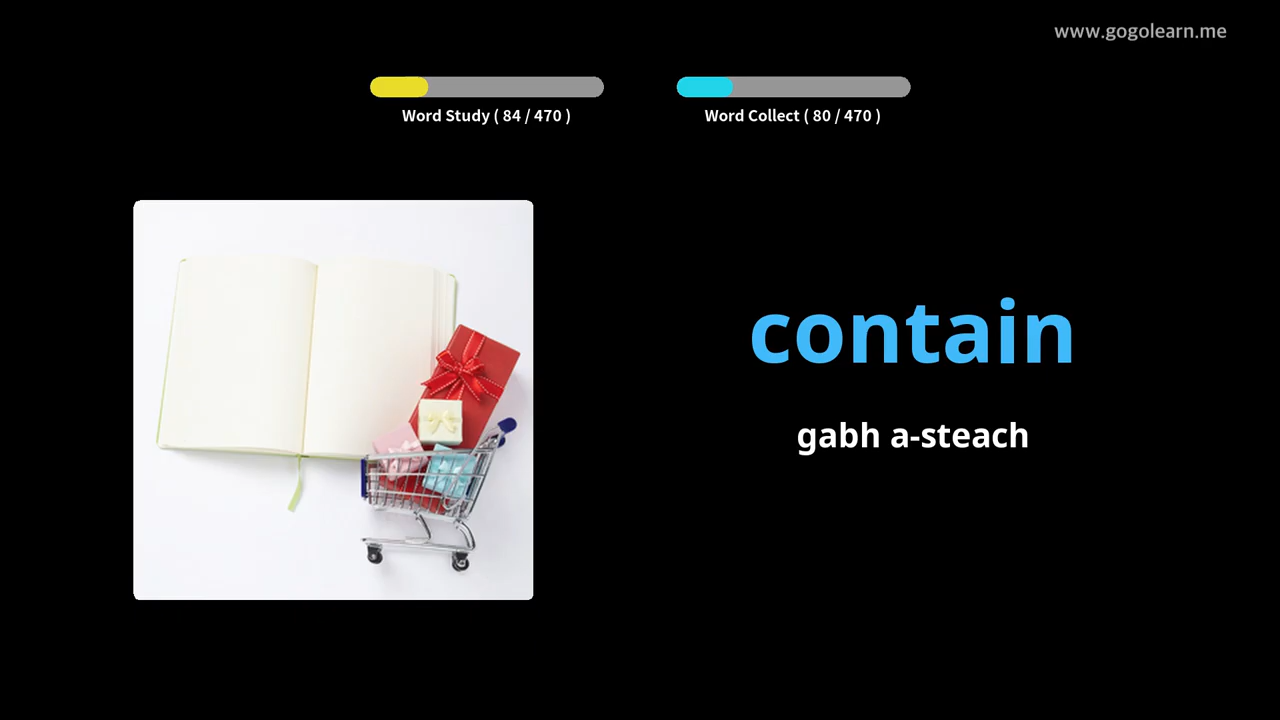 www.gogolearn.me
Word Study ( 84 / 470 )
Word Collect ( 80 / 470 )
contain
gabh a-steach